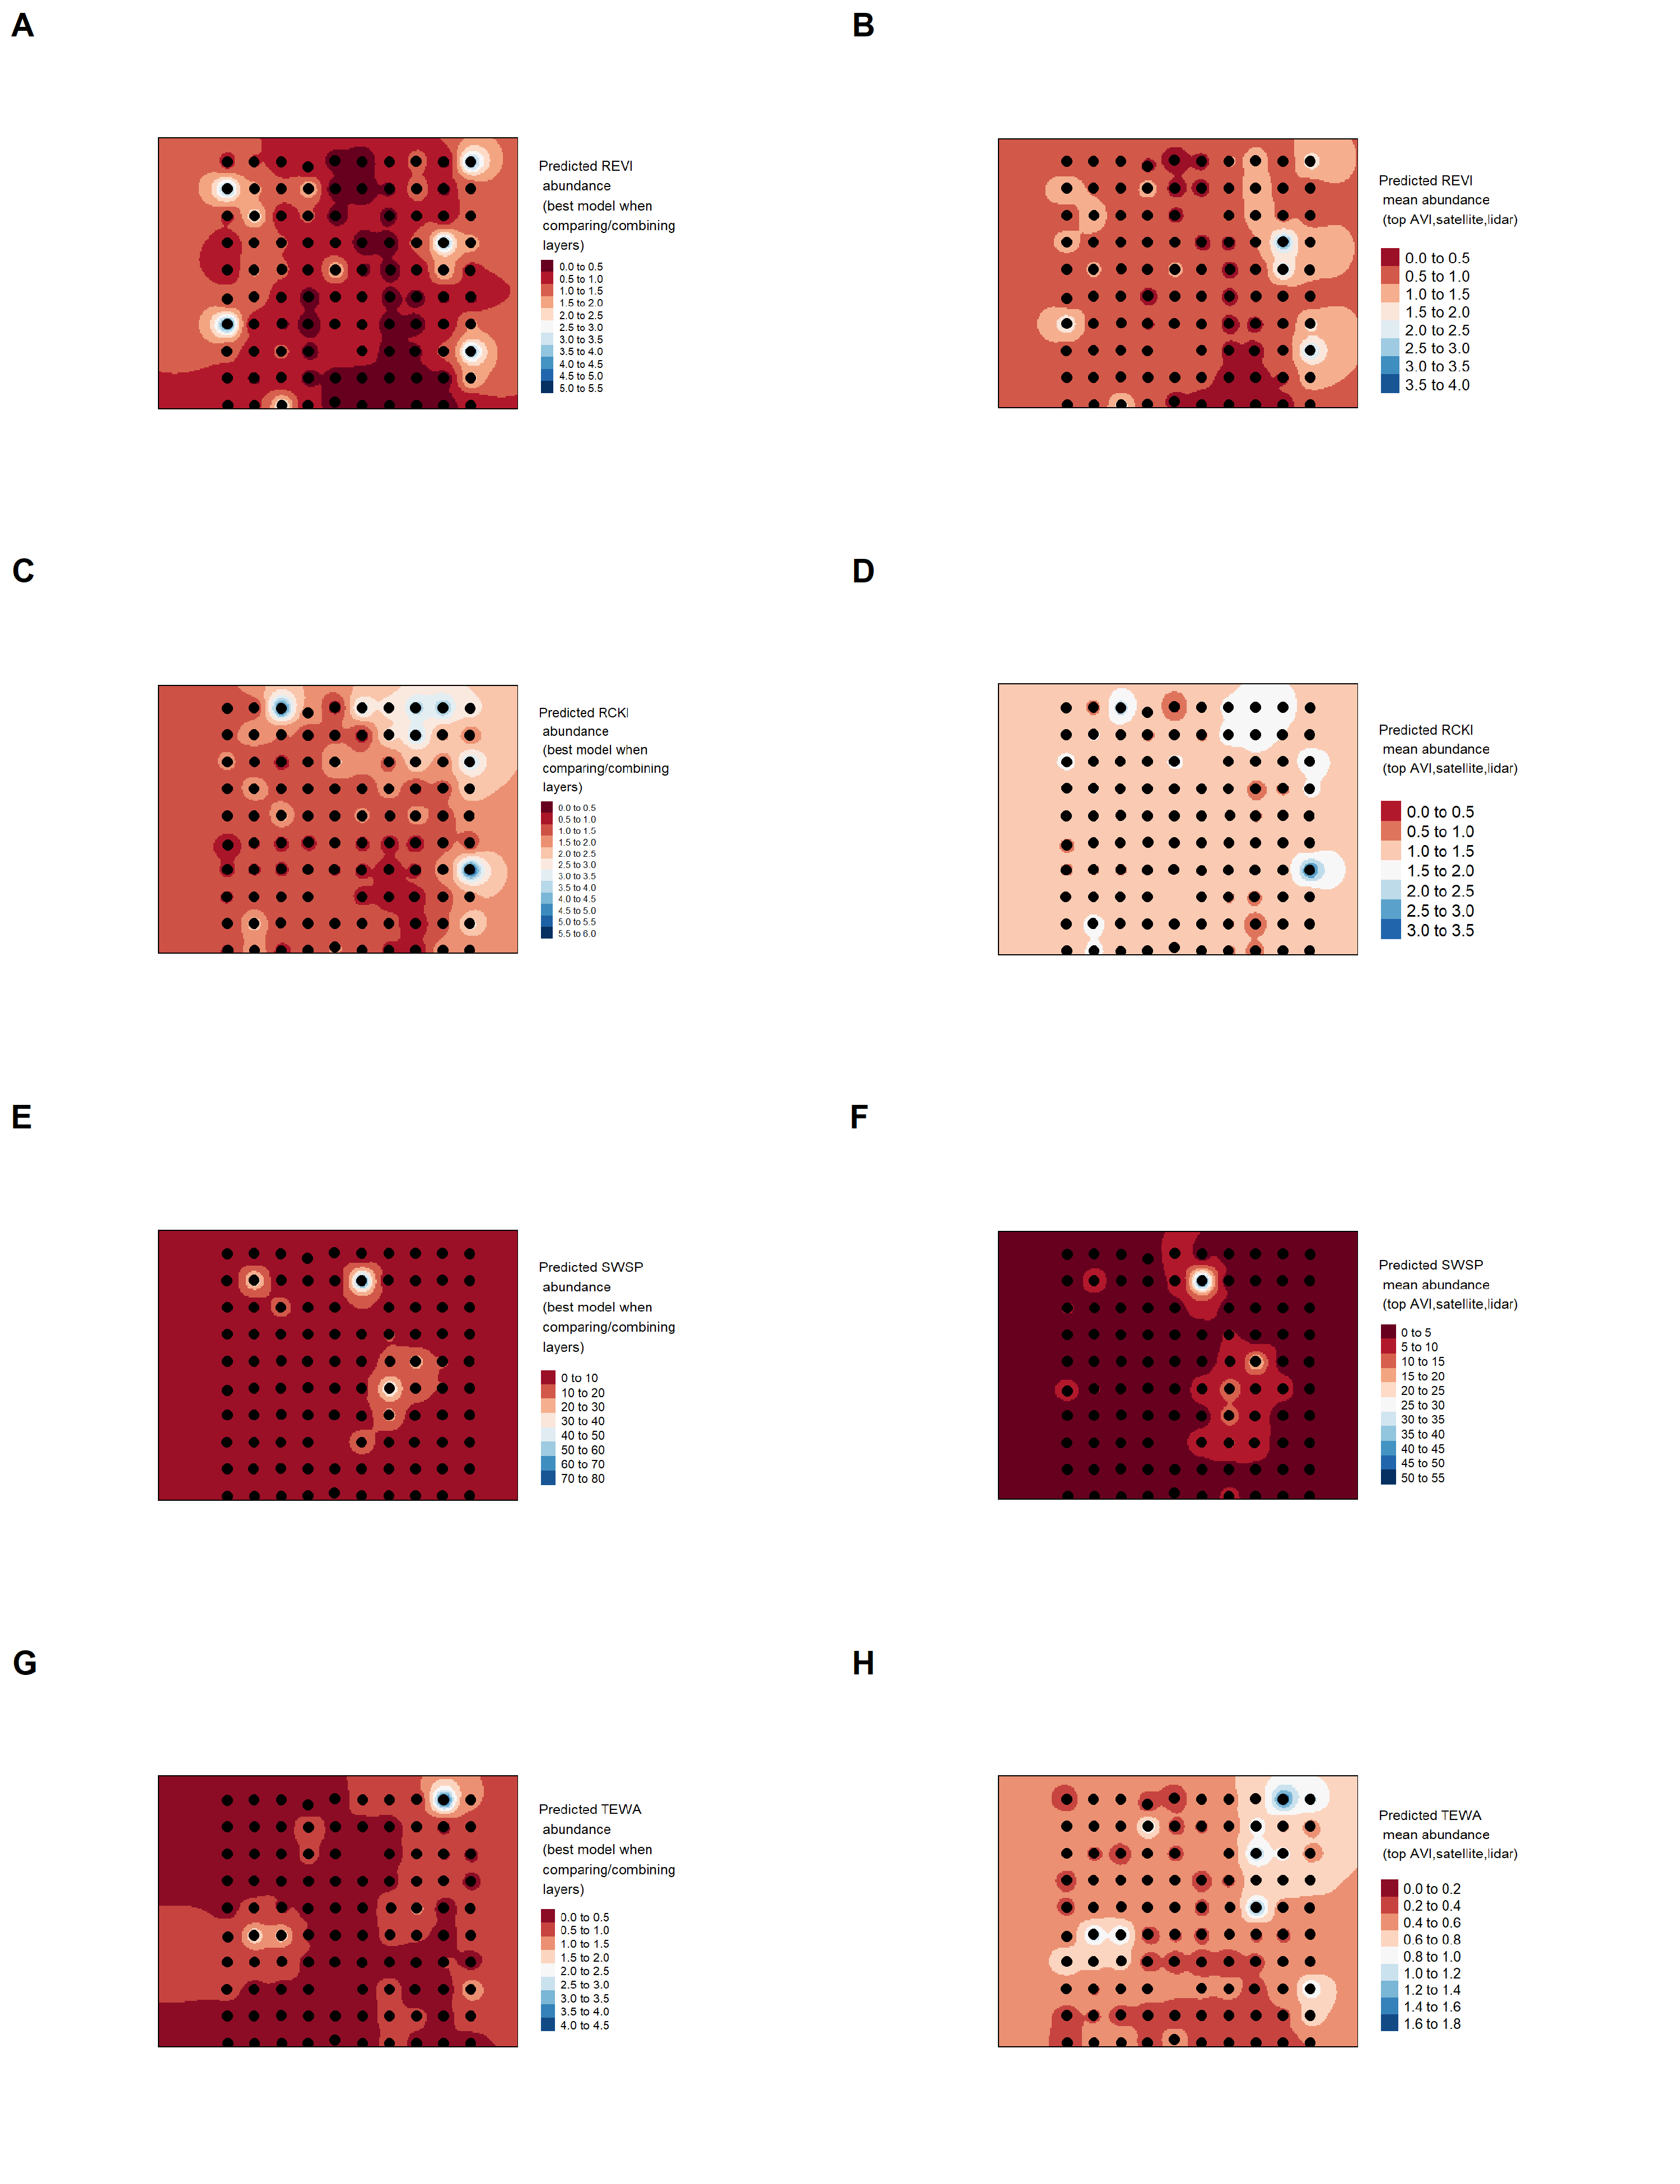 A
Predicted REVI
abundance
(best model when
comparing/combining
layers)
0.0 to 0.5
0.5 to 1.0
1.0 to 1.5
1.5 to 2.0
2.0 to 2.5
2.5 to 3.0
3.0 to 3.5
3.5 to 4.0
4.0 to 4.5
4.5 to 5.0
5.0 to 5.5
B
Predicted REVI
mean abundance
(top AVI,satellite,lidar)
0.0 to 0.5
0.5 to 1.0
1.0 to 1.5
1.5 to 2.0
2.0 to 2.5
2.5 to 3.0
3.0 to 3.5
3.5 to 4.0
C
Predicted RCKI
abundance
(best model when
comparing/combining
layers)
0.0 to 0.5
0.5 to 1.0
1.0 to 1.5
1.5 to 2.0
2.0 to 2.5
2.5 to 3.0
3.0 to 3.5
3.5 to 4.0
4.0 to 4.5
4.5 to 5.0
5.0 to 5.5
5.5 to 6.0
D
Predicted RCKI
mean abundance
(top AVI,satellite,lidar)
0.0 to 0.5
0.5 to 1.0
1.0 to 1.5
1.5 to 2.0
2.0 to 2.5
2.5 to 3.0
3.0 to 3.5
E
Predicted SWSP
abundance
(best model when
comparing/combining
layers)
0 to 10
10 to 20
20 to 30
30 to 40
40 to 50
50 to 60
60 to 70
70 to 80
F
Predicted SWSP
mean abundance
(top AVI,satellite,lidar)
0 to 5
5 to 10
10 to 15
15 to 20
20 to 25
25 to 30
30 to 35
35 to 40
40 to 45
45 to 50
50 to 55
G
Predicted TEWA
abundance
(best model when
comparing/combining
layers)
0.0 to 0.5
0.5 to 1.0
1.0 to 1.5
1.5 to 2.0
2.0 to 2.5
2.5 to 3.0
3.0 to 3.5
3.5 to 4.0
4.0 to 4.5
H
Predicted TEWA
mean abundance
(top AVI,satellite,lidar)
0.0 to 0.2
0.2 to 0.4
0.4 to 0.6
0.6 to 0.8
0.8 to 1.0
1.0 to 1.2
1.2 to 1.4
1.4 to 1.6
1.6 to 1.8